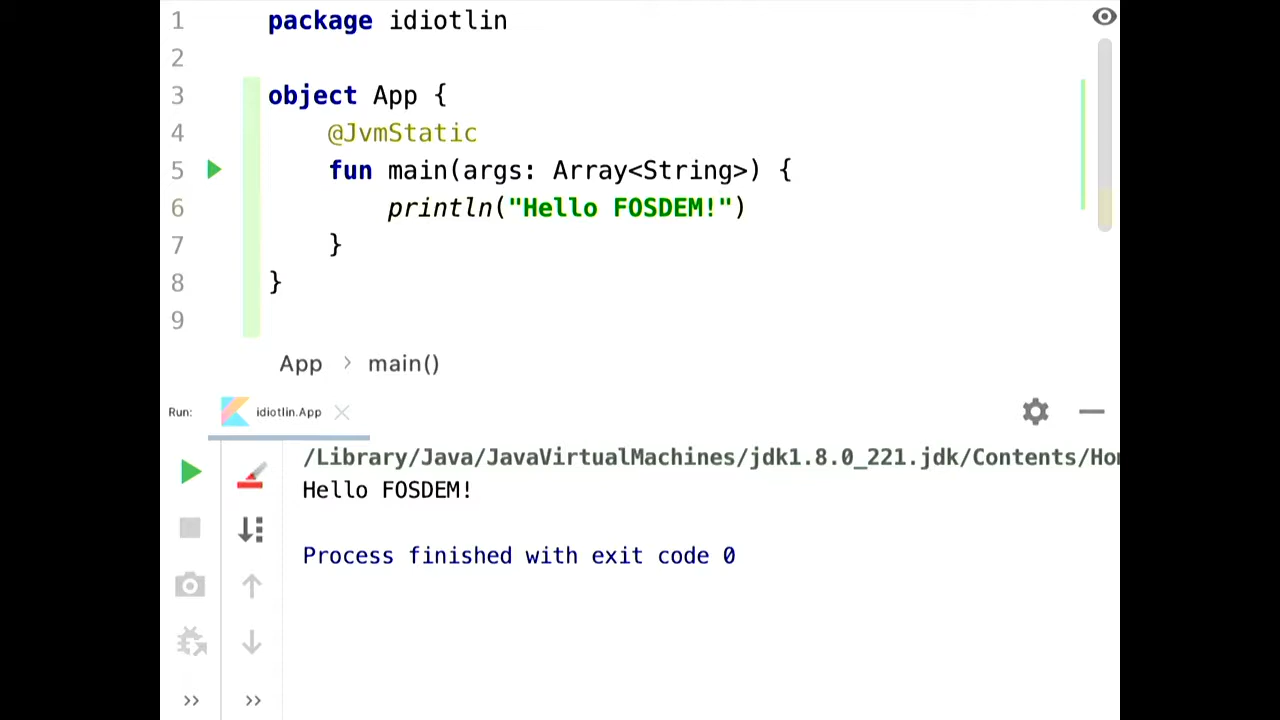 1 package idiotlin
2
3 object App {
4 @JvmStatic
5 fun main(args: Array<String>) {
6 println("Hello FOSDEM!")
7 }
8 }
9
App > main()
Run: idiotlin.App
/Library/Java/JavaVirtualMachines/jdk1.8.0_221.jdk/Contents/
Hello FOSDEM!
Process finished with exit code 0
>> >>